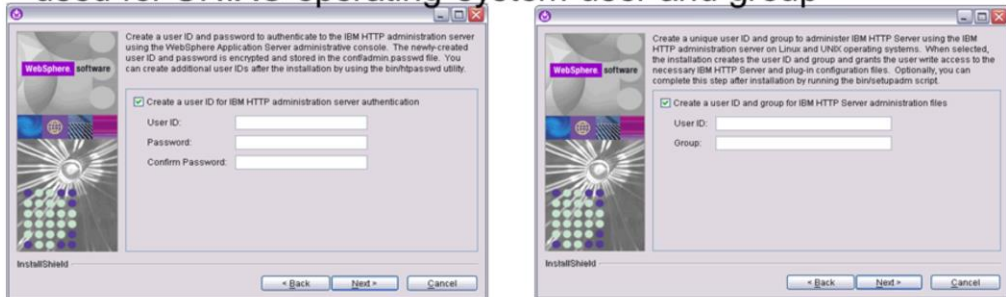 used for UNIX® operating system user and group
Create a user ID and password to authenticate to the IBM HTTP administration server
using the WebSphere Application Server administrative console. The newly-created
user ID and password is encrypted and stored in the conf/admin.passwd file. You
can create additional user IDs after the installation by using the bin/htpasswd utility.
WebSphere software
Create a user ID for IBM HTTP administration server authentication
User ID:
Password:
Confirm Password:
InstallShield
< Back Next > Cancel
Create a unique user ID and group to administer IBM HTTP Server using the IBM
HTTP administration server on Linux and UNIX operating systems. When selected,
the installation creates the user ID and group and grants the user write access to the
necessary IBM HTTP Server and plug-in configuration files. Optionally, you can
complete this step after installation by running the bin/setupadm script.
WebSphere software
Create a user ID and group for IBM HTTP Server administration files
User ID:
Group:
InstallShield
< Back Next > Cancel